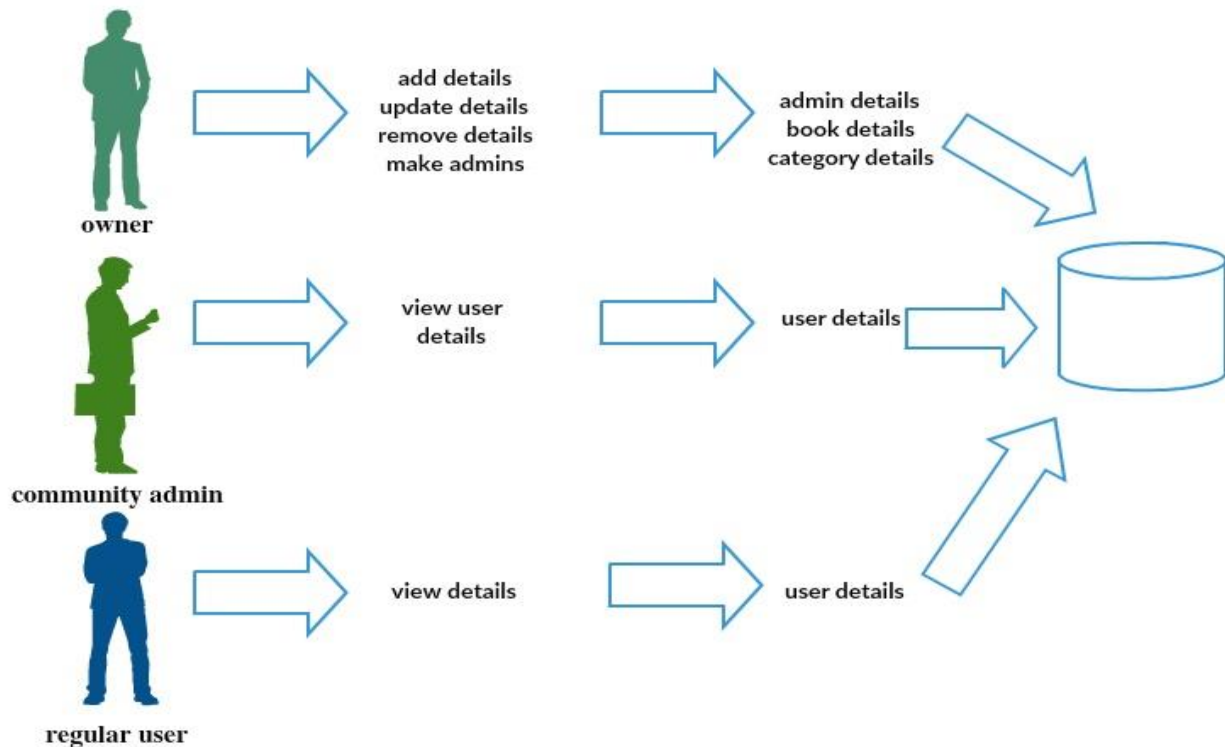 add details
update details
remove details
make admins
admin details
book details
category details
owner
view user
details
user details
community admin
view details
user details
regular user